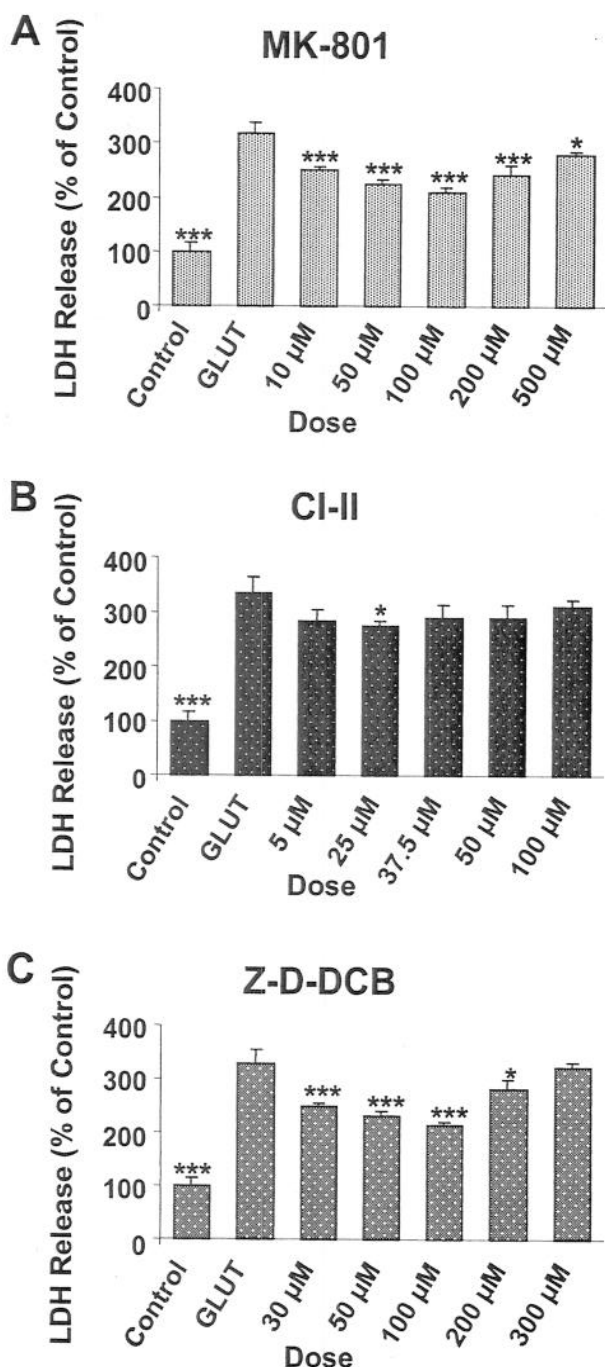 A
MK-801
LDH Release (% of Control)
400
300
200
100
0
***
***
***
***
***
*
Control
GLUT
10 µM
50 µM
100 µM
200 µM
500 µM
Dose
B
CI-II
LDH Release (% of Control)
400
300
200
100
0
***
*
Control
GLUT
5 µM
25 µM
37.5 µM
50 µM
100 µM
Dose
C
Z-D-DCB
LDH Release (% of Control)
400
300
200
100
0
***
***
***
***
*
Control
GLUT
30 µM
50 µM
100 µM
200 µM
300 µM
Dose